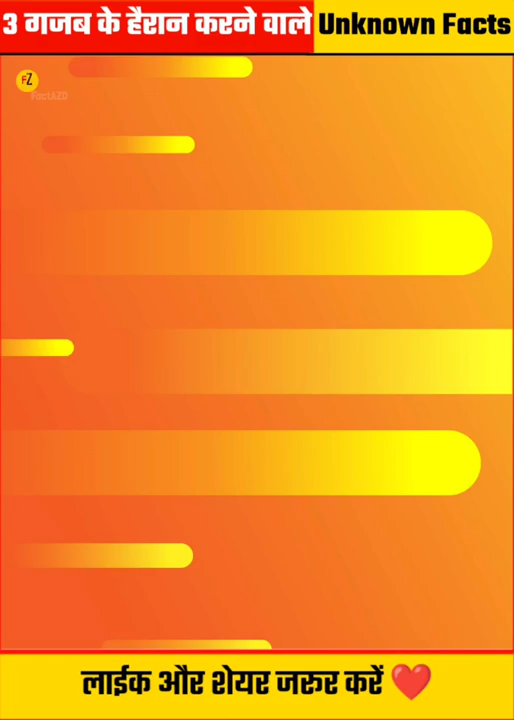 3 गजब के हैरान करने वाले Unknown Facts
FZ
FactAZD
लाईक और शेयर जरूर करें ❤️